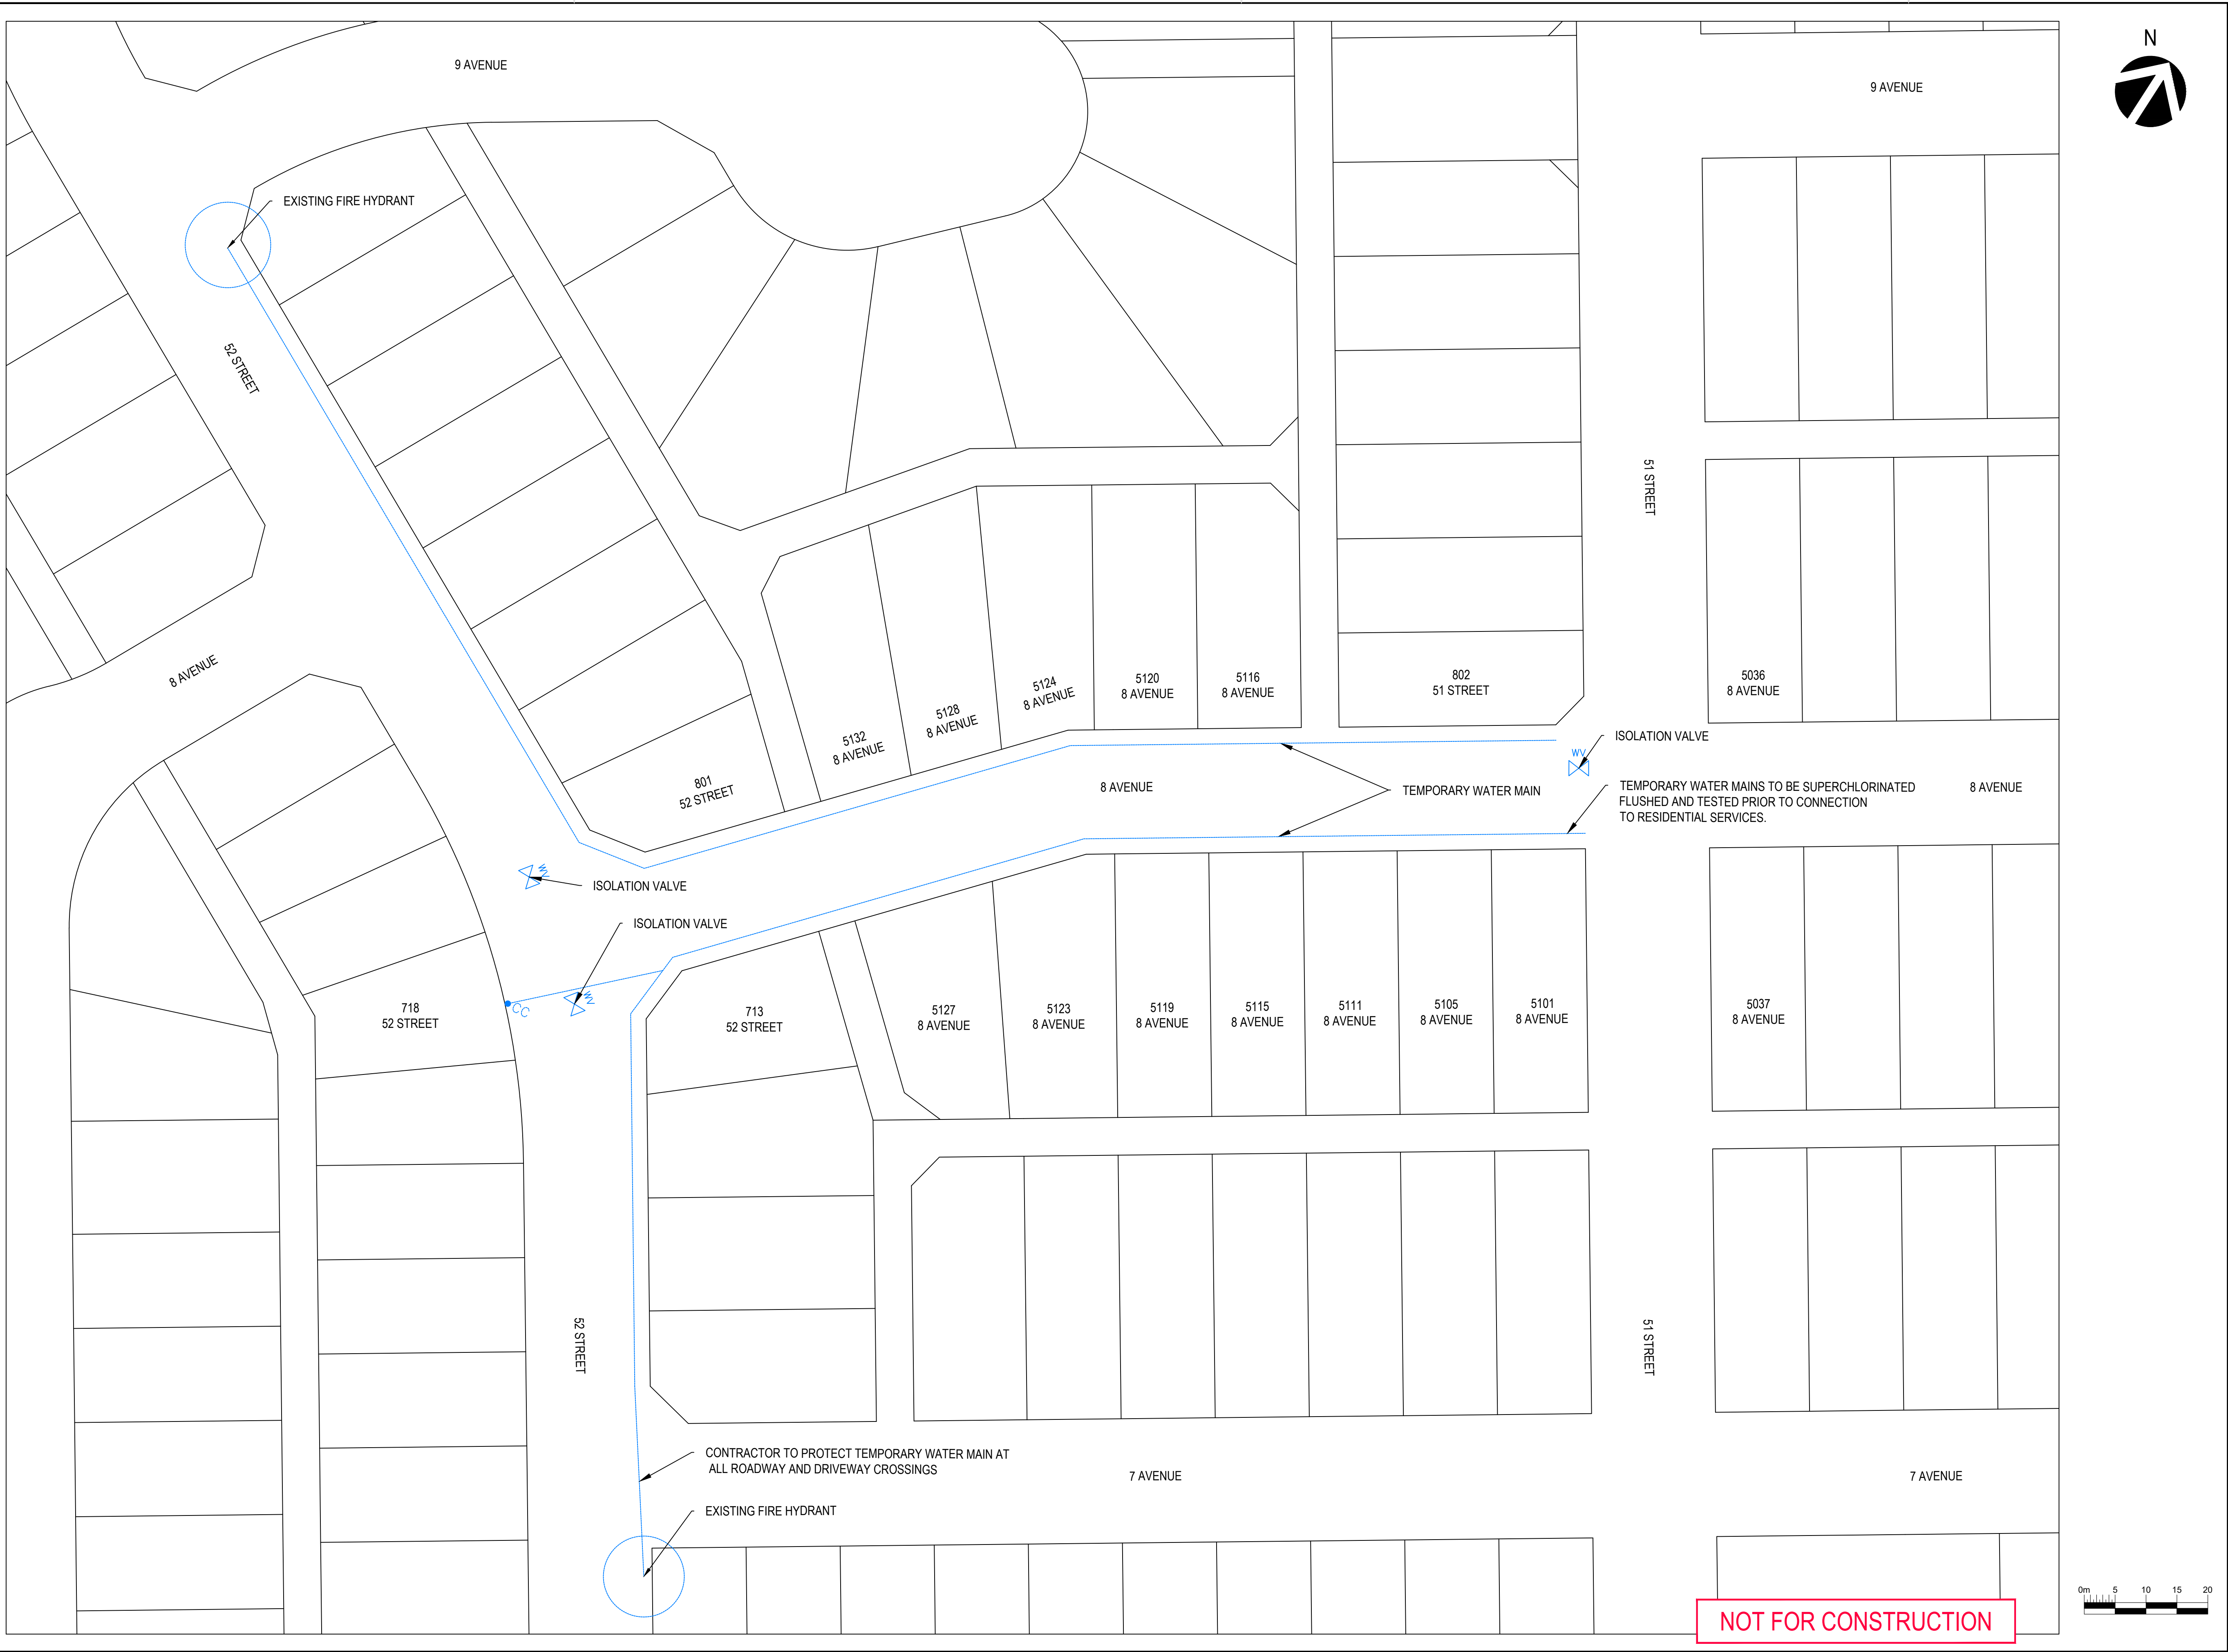 N
9 AVENUE
9 AVENUE
EXISTING FIRE HYDRANT
52 STREET
51 STREET
8 AVENUE
5132
8 AVENUE
5128
8 AVENUE
5124
8 AVENUE
5120
8 AVENUE
5116
8 AVENUE
802
51 STREET
5036
8 AVENUE
801
52 STREET
WV
ISOLATION VALVE
8 AVENUE
TEMPORARY WATER MAIN
TEMPORARY WATER MAINS TO BE SUPERCHLORINATED
FLUSHED AND TESTED PRIOR TO CONNECTION
TO RESIDENTIAL SERVICES.
8 AVENUE
WV
ISOLATION VALVE
ISOLATION VALVE
WV
CC
718
52 STREET
713
52 STREET
5127
8 AVENUE
5123
8 AVENUE
5119
8 AVENUE
5115
8 AVENUE
5111
8 AVENUE
5105
8 AVENUE
5101
8 AVENUE
5037
8 AVENUE
52 STREET
51 STREET
CONTRACTOR TO PROTECT TEMPORARY WATER MAIN AT
ALL ROADWAY AND DRIVEWAY CROSSINGS
7 AVENUE
7 AVENUE
EXISTING FIRE HYDRANT
0m 5 10 15 20
NOT FOR CONSTRUCTION